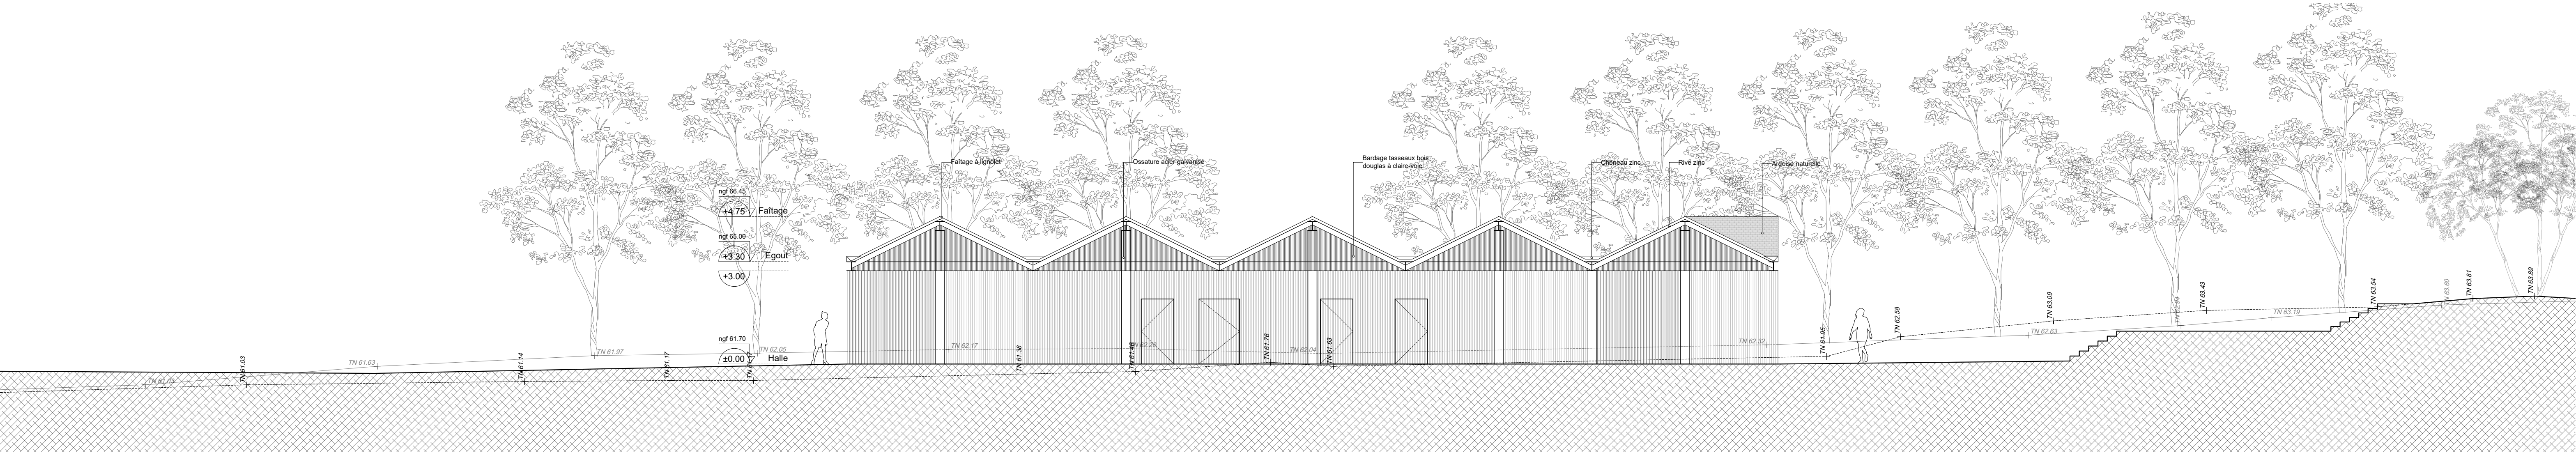 Faîtage à lignolet
Ossature acier galvanisé
Bardage tasseaux bois
douglas à claire-voie
Chéneau zinc
Rive zinc
Ardoise naturelle
ngf 66.45
+4.75 Faîtage
ngf 65.00
+3.30 Egout
+3.00
ngf 61.70
±0.00 Halle
TN 61.03
TN 61.03
TN 61.63
TN 61.14
TN 61.97
TN 61.17
TN 62.05
TN 62.17
TN 61.38
TN 61.76
TN 62.04
TN 61.63
TN 62.32
TN 61.95
TN 62.58
TN 62.63
TN 63.09
TN 63.43
TN 63.19
TN 63.54
TN 63.60
TN 63.81
TN 63.89